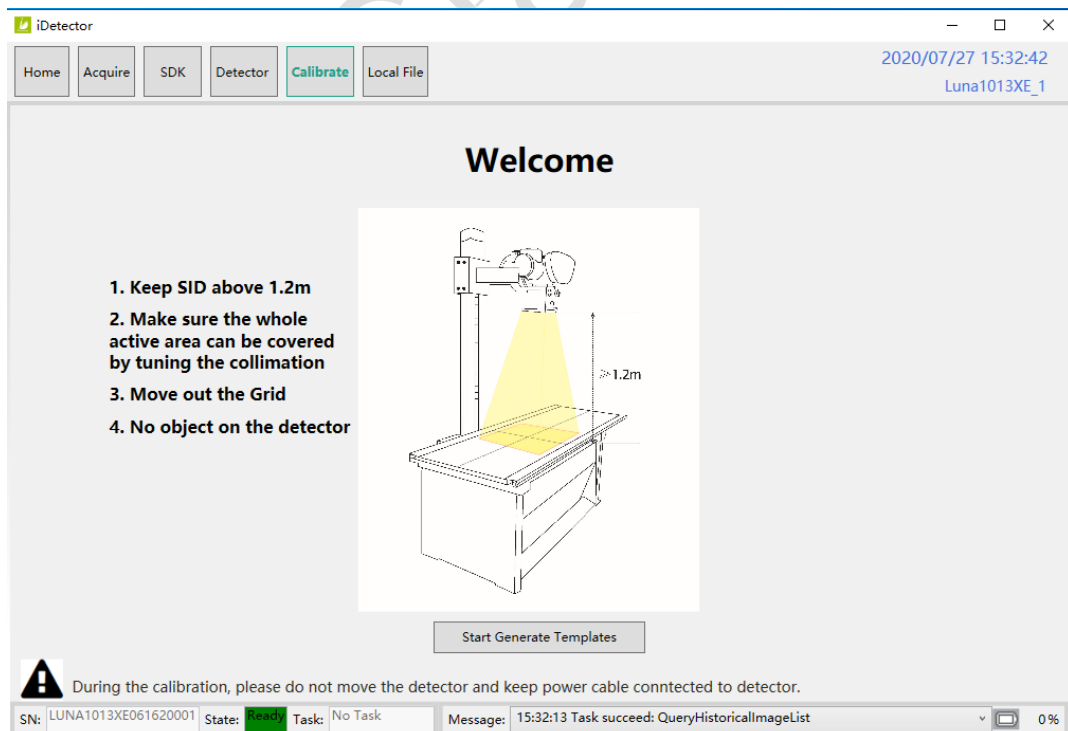 iDetector
Home
Acquire
SDK
Detector
Calibrate
Local File
2020/07/27 15:32:42
Luna1013XE_1
Welcome
1. Keep SID above 1.2m
2. Make sure the whole
active area can be covered
by tuning the collimation
3. Move out the Grid
4. No object on the detector
≥1.2m
Start Generate Templates
During the calibration, please do not move the detector and keep power cable conntected to detector.
SN: LUNA1013XE061620001 State: Ready Task: No Task Message: 15:32:13 Task succeed: QueryHistoricalImageList 0%